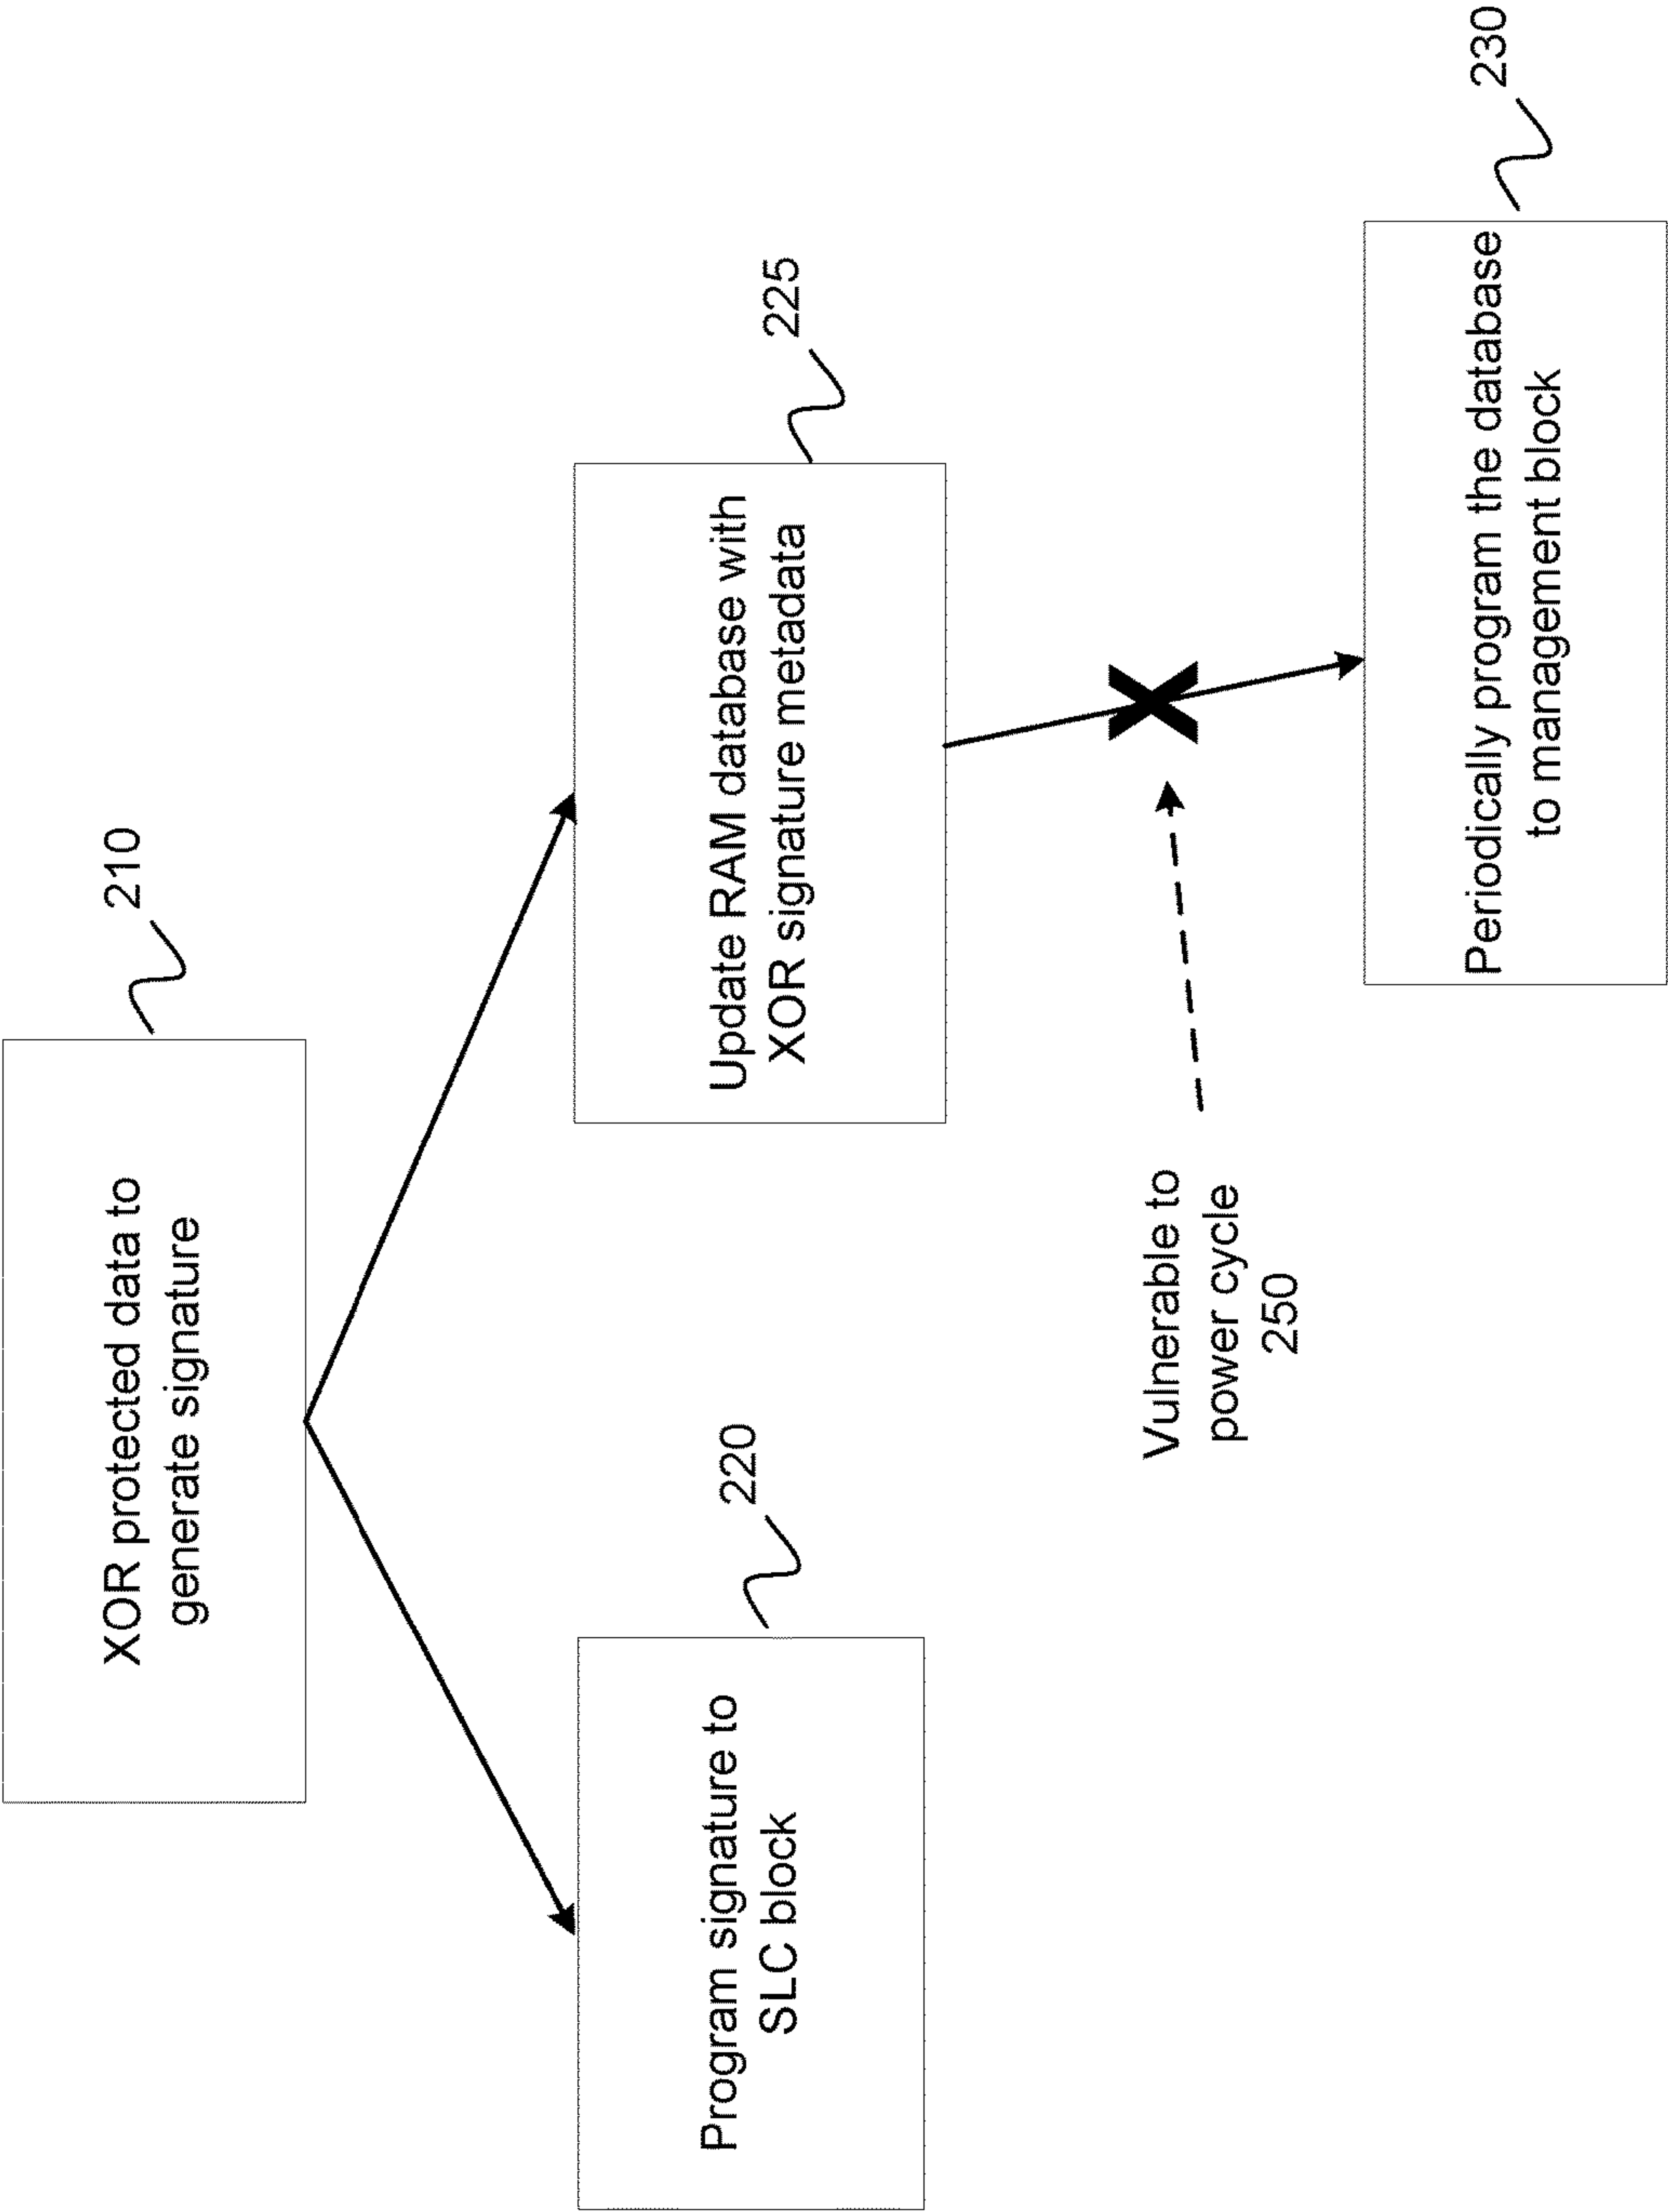 XOR protected data to
generate signature
210
Program signature to
SLC block
220
Update RAM database with
XOR signature metadata
225
Vulnerable to
power cycle
250
Periodically program the database
to management block
230